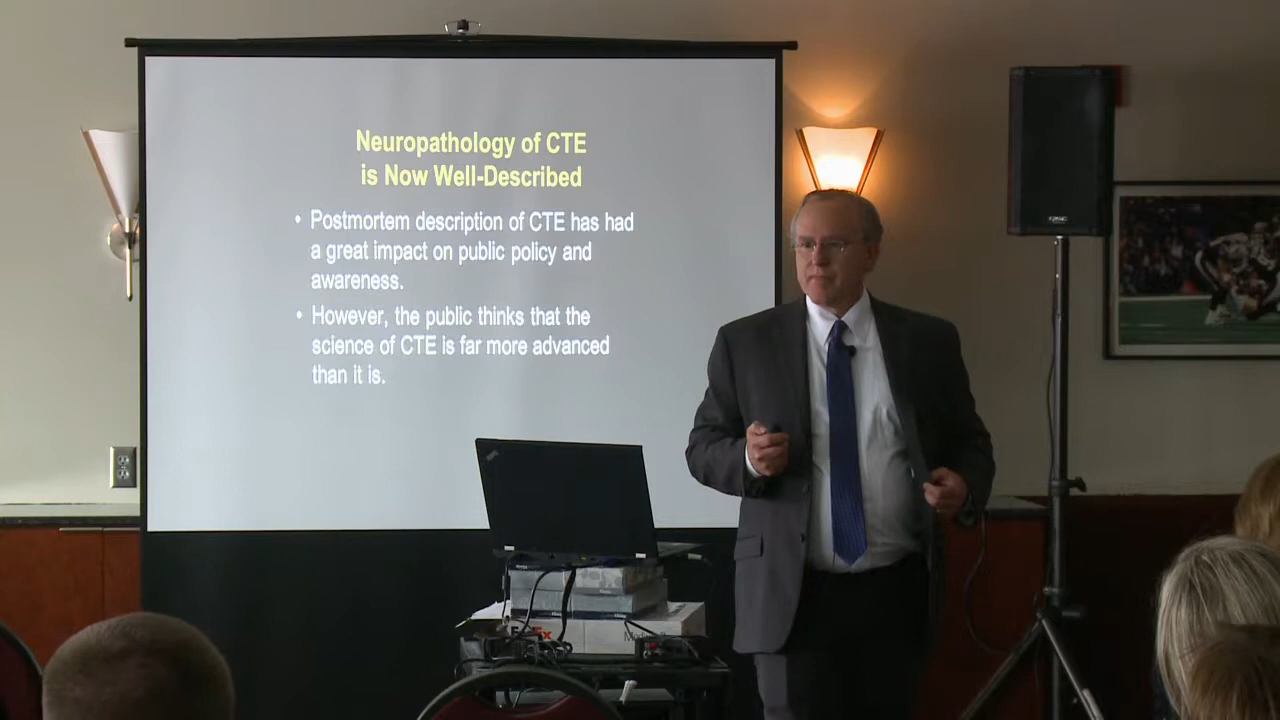 Neuropathology of CTE
is Now Well-Described
• Postmortem description of CTE has had
a great impact on public policy and
awareness.
• However, the public thinks that the
science of CTE is far more advanced
than it is.